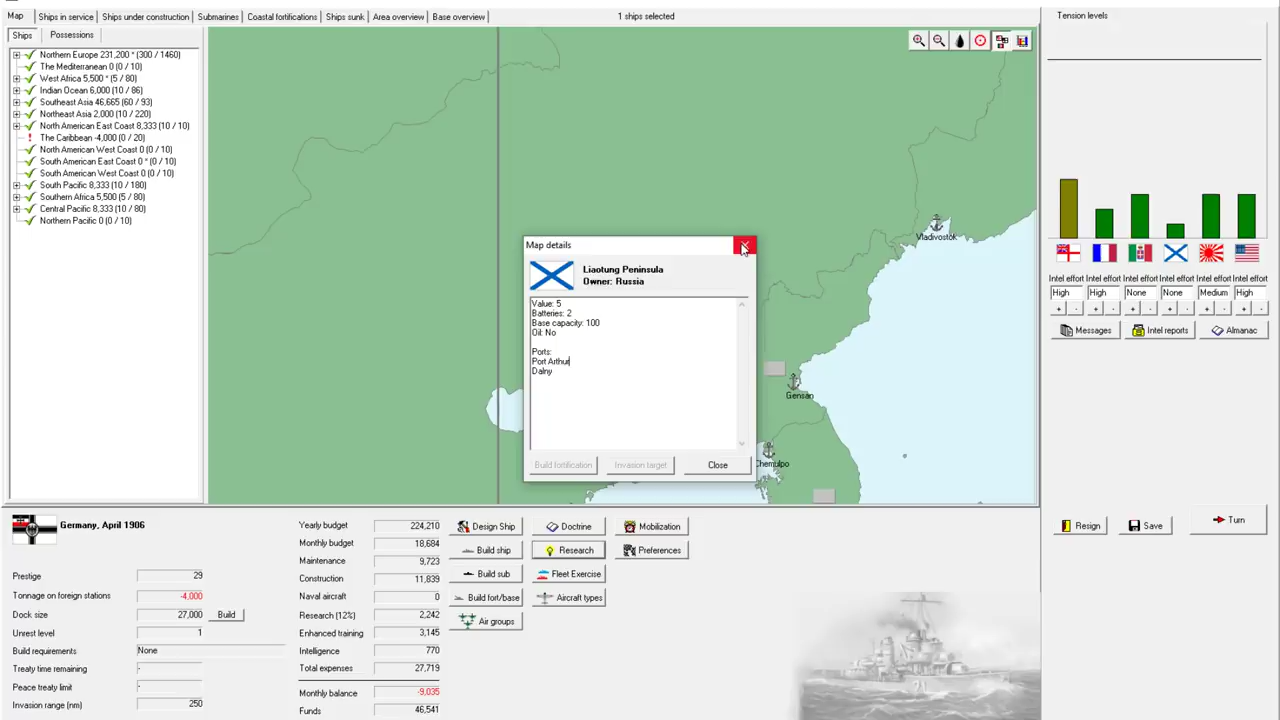 Map
Ships in service
Ships under construction
Submarines
Coastal fortifications
Ships sunk
Area overview
Base overview
1 ships selected
Tension levels
Ships
Possessions
Northern Europe 231,200 * (300 / 1460)
The Mediterranean 0 (0 / 10)
West Africa 5,500 * (5 / 80)
Indian Ocean 6,000 (10 / 86)
Southeast Asia 46,665 (60 / 93)
Northeast Asia 2,000 (10 / 220)
North American East Coast 8,333 (10 / 10)
The Caribbean -4,000 (0 / 20)
North American West Coast 0 (0 / 10)
South American East Coast 0 * (0 / 10)
South American West Coast 0 (0 / 10)
South Pacific 8,333 (10 / 180)
Southern Africa 5,500 (5 / 80)
Central Pacific 8,333 (10 / 80)
Northern Pacific 0 (0 / 10)
Vladivostok
Gensan
Chemulpo
Map details
Liaotung Peninsula
Owner: Russia
Value: 5
Batteries: 2
Base capacity: 100
Oil: No
Ports:
Port Arthur
Dalny
Build fortification
Invasion target
Close
Intel effort Intel effort Intel effort Intel effort Intel effort Intel effort
High High None None Medium High
+ - + - + - + - + - + -
Messages
Intel reports
Almanac
Resign
Save
Turn
Germany, April 1906
Prestige 29
Tonnage on foreign stations -4,000
Dock size 27,000 Build
Unrest level 1
Build requirements None
Treaty time remaining -
Peace treaty limit -
Invasion range (nm) 250
Yearly budget 224,210
Monthly budget 18,684
Maintenance 9,723
Construction 11,839
Naval aircraft 0
Research (12%) 2,242
Enhanced training 3,145
Intelligence 770
Total expenses 27,719
Monthly balance -9,035
Funds 46,541
Design Ship
Doctrine
Mobilization
Build ship
Research
Preferences
Build sub
Fleet Exercise
Build fort/base
Aircraft types
Air groups